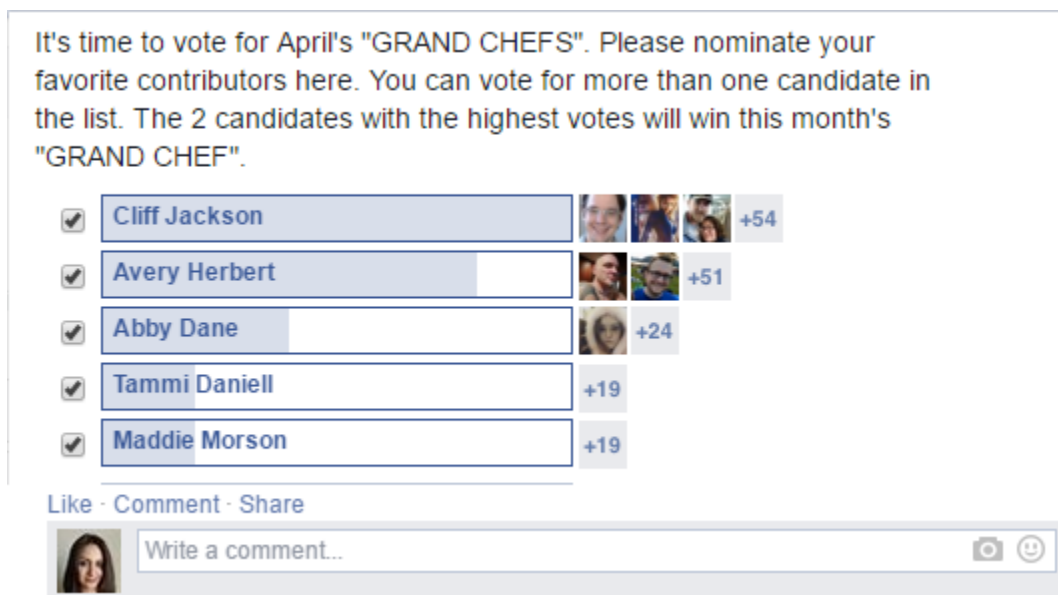 It's time to vote for April's "GRAND CHEFS". Please nominate your
favorite contributors here. You can vote for more than one candidate in
the list. The 2 candidates with the highest votes will win this month's
"GRAND CHEF".
Cliff Jackson +54
Avery Herbert +51
Abby Dane +24
Tammi Daniell +19
Maddie Morson +19
Like · Comment · Share
Write a comment...